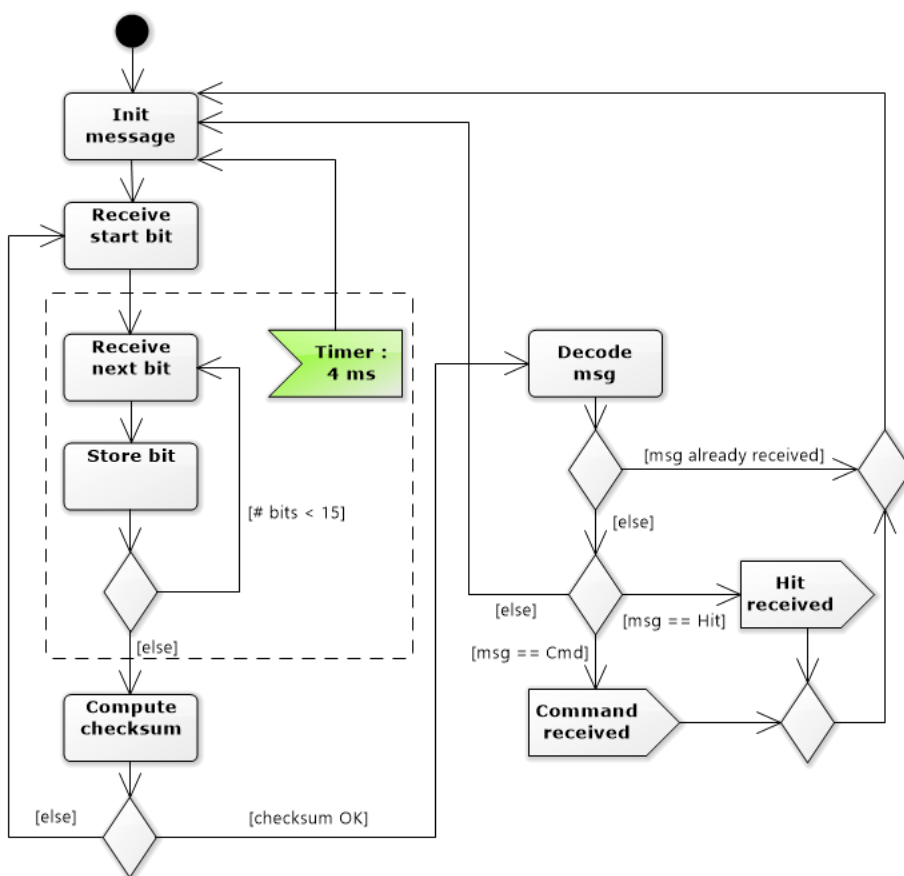 Init
message
Receive
start bit
Receive
next bit
Timer :
4 ms
Decode
msg
Store bit
[msg already received]
[# bits < 15]
[else]
Hit
received
[else]
[msg == Hit]
[else]
[msg == Cmd]
Compute
checksum
Command
received
[else]
[checksum OK]